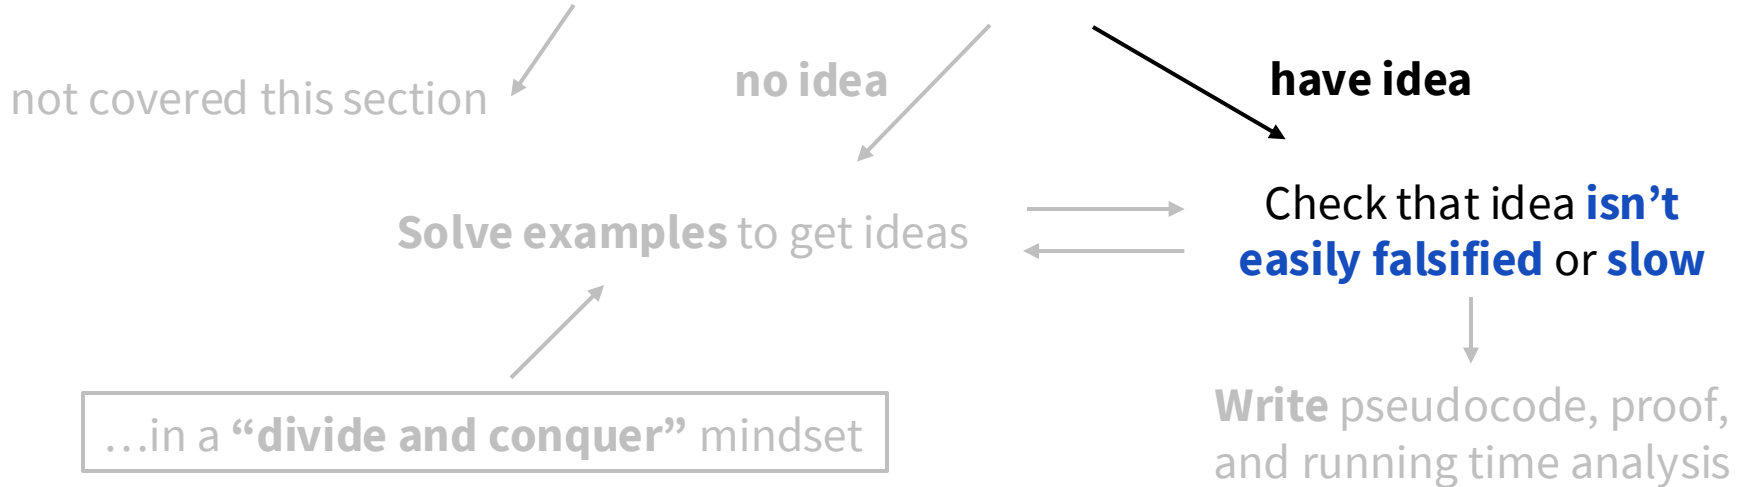 not covered this section
no idea
have idea
Solve examples to get ideas
Check that idea isn’t
easily falsified or slow
…in a “divide and conquer” mindset
Write pseudocode, proof,
and running time analysis